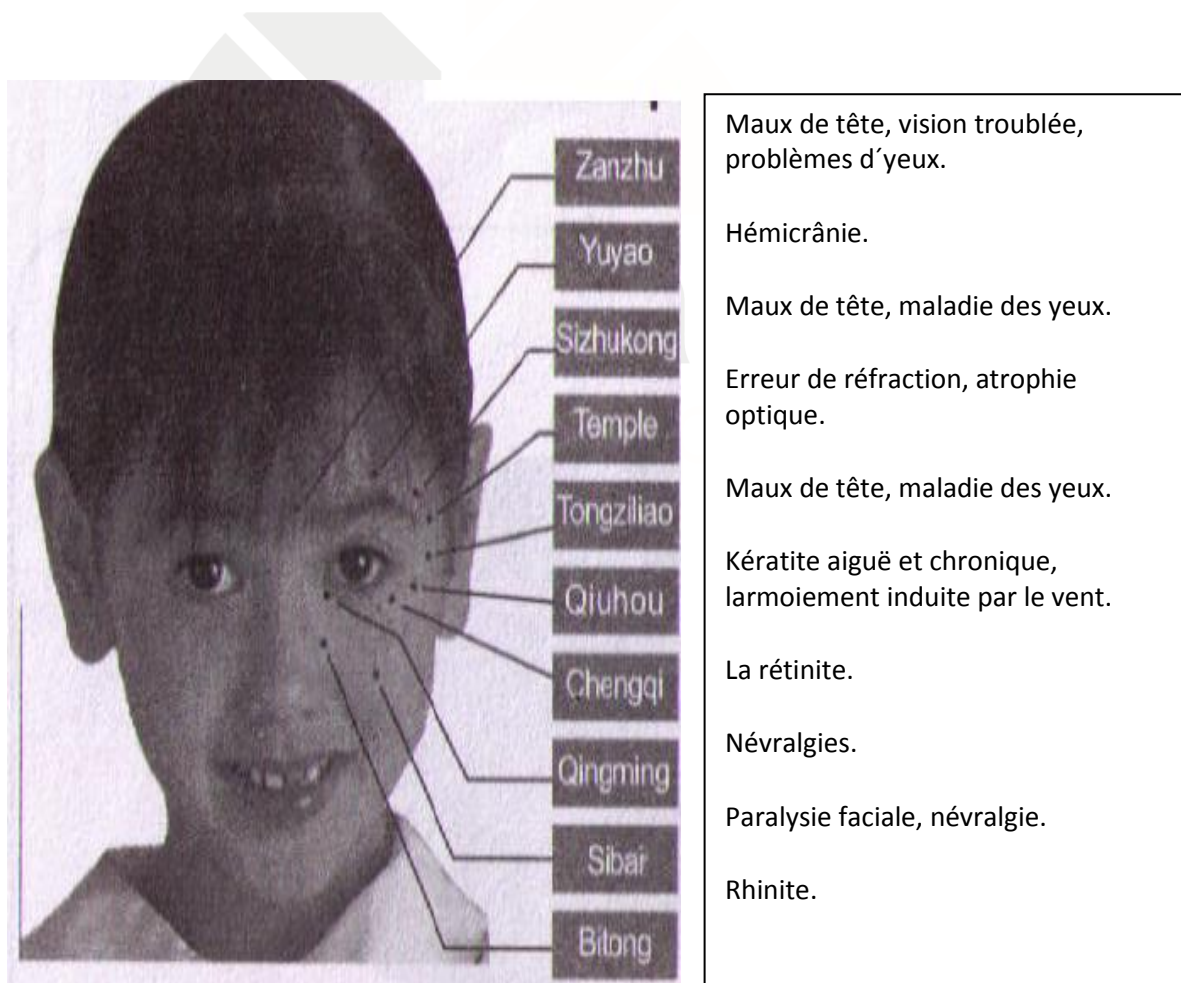 Zanzhu
Yuyao
Sizhukong
Temple
Tongziliao
Qiuhou
Chengqi
Qingming
Sibai
Bitong
Maux de tête, vision troublée,
problèmes d´yeux.
Hémicrânie.
Maux de tête, maladie des yeux.
Erreur de réfraction, atrophie
optique.
Maux de tête, maladie des yeux.
Kératite aiguë et chronique,
larmoiement induite par le vent.
La rétinite.
Névralgies.
Paralysie faciale, névralgie.
Rhinite.